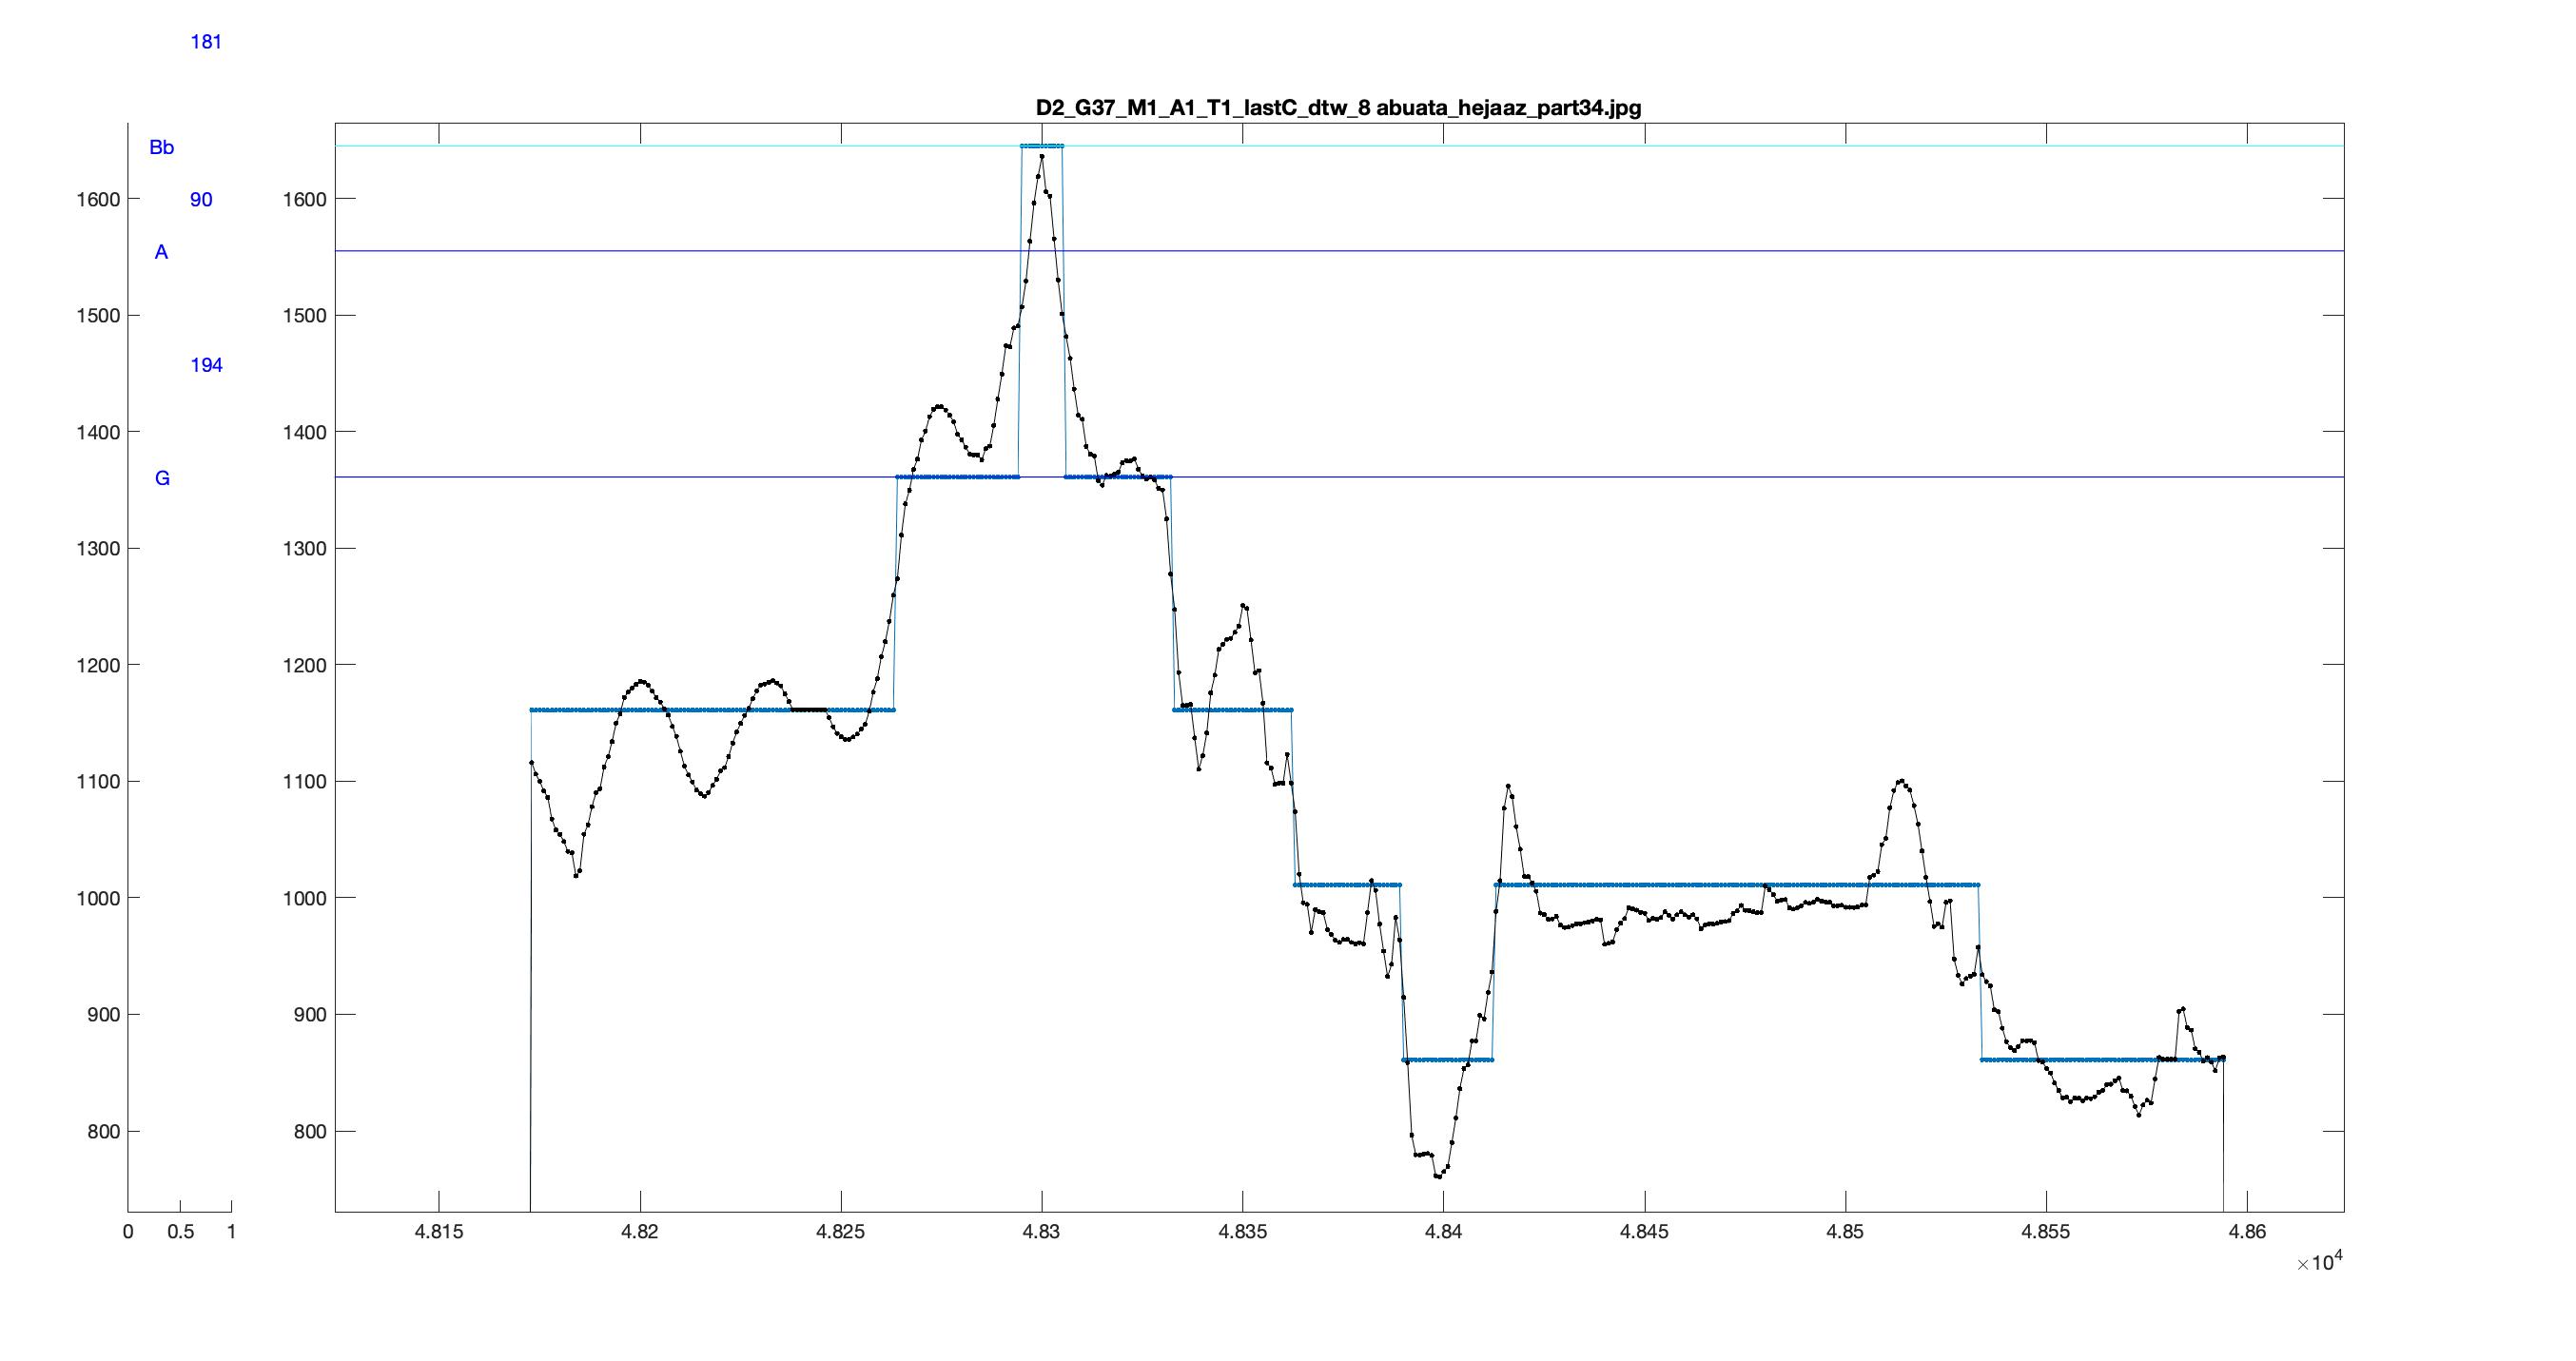 181
D2_G37_M1_A1_T1_lastC_dtw_8 abuata_hejaaz_part34.jpg
Bb
1600 90 1600
A
1500 1500
194
1400 1400
G
1300 1300
1200 1200
1100 1100
1000 1000
900 900
800 800
0 0.5 1 4.815 4.82 4.825 4.83 4.835 4.84 4.845 4.85 4.855 4.86
×10^4